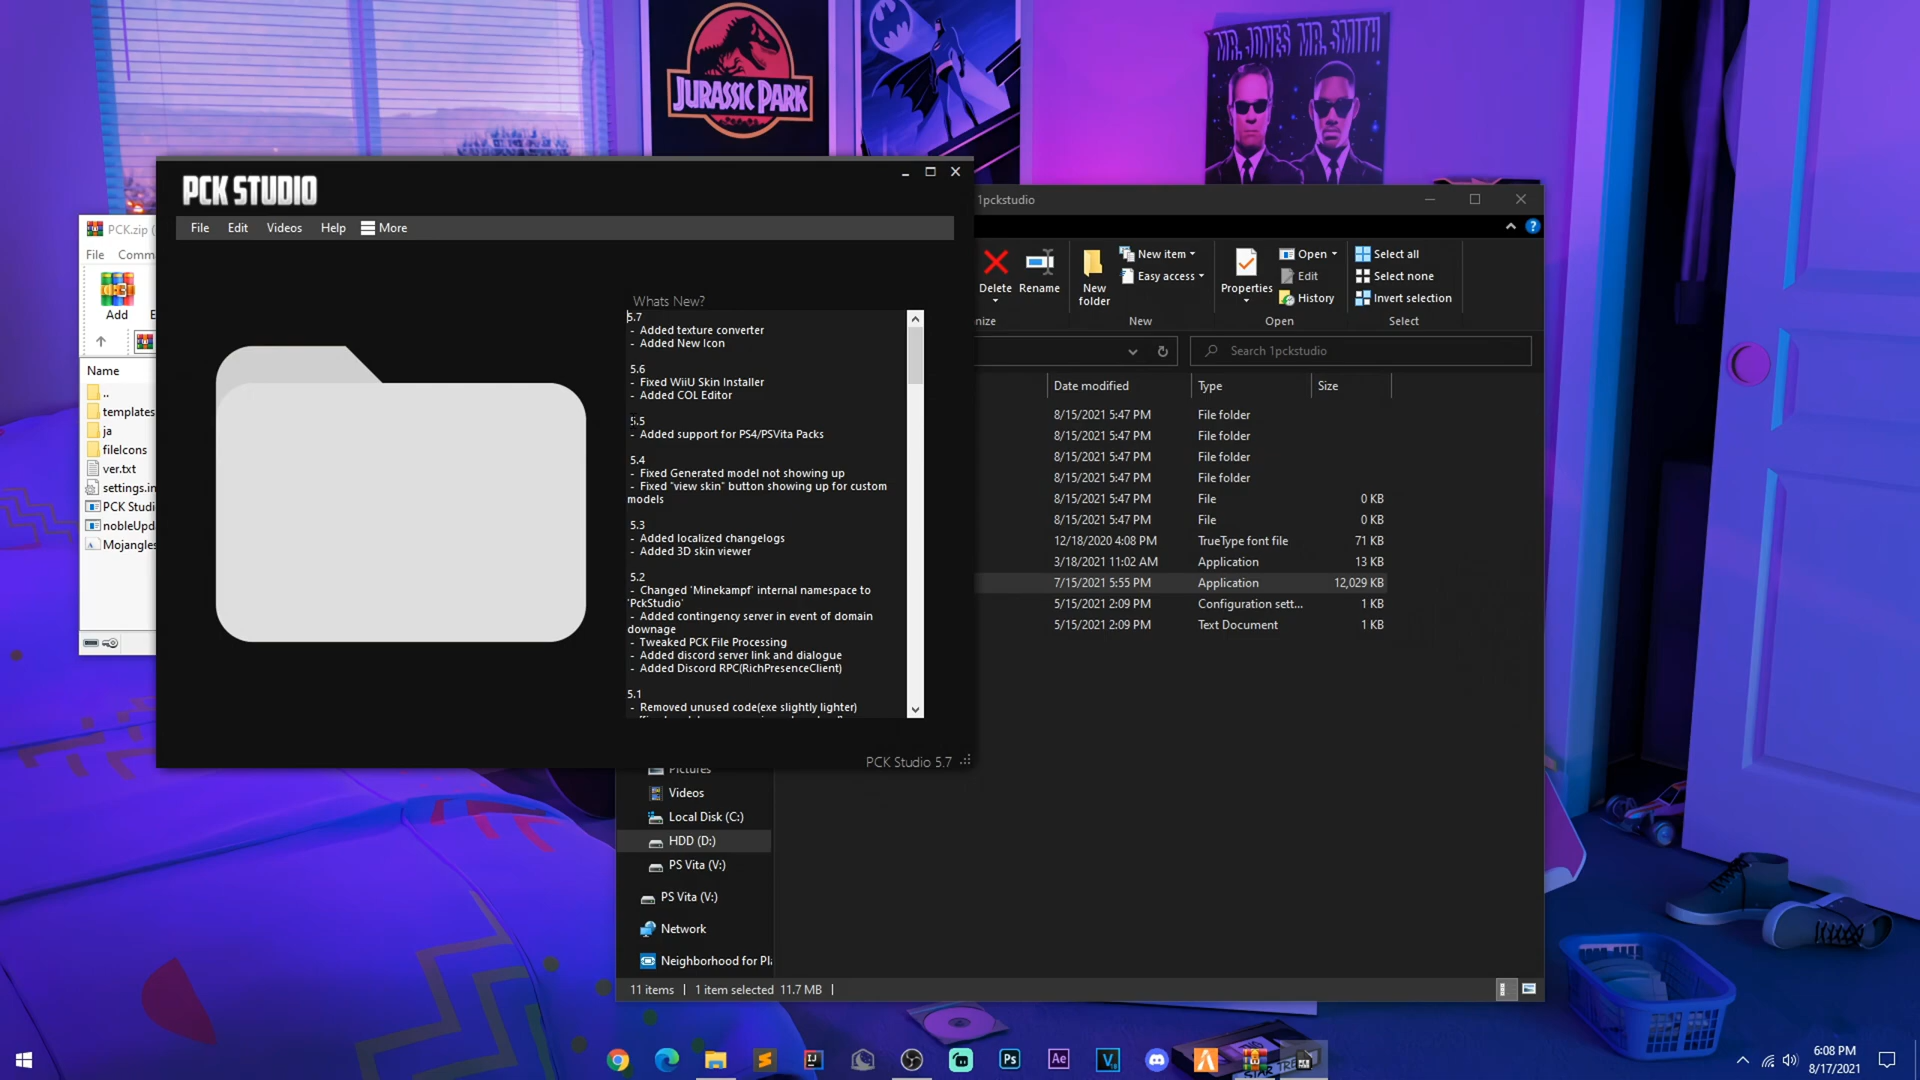 JURASSIC PARK
MR. JONES MR. SMITH
PCK STUDIO
File
Edit
Videos
Help
More
Whats New?
5.7
- Added texture converter
- Added New Icon
5.6
- Fixed WiiU Skin Installer
- Added COL Editor
5.5
- Added support for PS4/PSVita Packs
5.4
- Fixed Generated model not showing up
- Fixed "view skin" button showing up for custom
models
5.3
- Added localized changelogs
- Added 3D skin viewer
5.2
- Changed 'Minekampf' internal namespace to
'PckStudio'
- Added contingency server in event of domain
downage
- Tweaked PCK File Processing
- Added discord server link and dialogue
- Added Discord RPC(RichPresenceClient)
5.1
- Removed unused code(exe slightly lighter)
PCK Studio 5.7
PCK.zip (
File
Comm
Add
E
Name
..
templates
ja
fileIcons
ver.txt
settings.in
PCK Studi
nobleUpd
Mojangles
1pckstudio
Delete
Rename
nize
New
folder
New item
Easy access
New
Properties
Open
Edit
History
Open
Select all
Select none
Invert selection
Select
Search 1pckstudio
Date modified
Type
Size
8/15/2021 5:47 PM File folder
8/15/2021 5:47 PM File folder
8/15/2021 5:47 PM File folder
8/15/2021 5:47 PM File folder
8/15/2021 5:47 PM File 0 KB
8/15/2021 5:47 PM File 0 KB
12/18/2020 4:08 PM TrueType font file 71 KB
3/18/2021 11:02 AM Application 13 KB
7/15/2021 5:55 PM Application 12,029 KB
5/15/2021 2:09 PM Configuration sett... 1 KB
5/15/2021 2:09 PM Text Document 1 KB
Pictures
Videos
Local Disk (C:)
HDD (D:)
PS Vita (V:)
PS Vita (V:)
Network
Neighborhood for Pl
11 items
1 item selected 11.7 MB
IJ
Ps
Ae
V
STAR TRE
6:08 PM
8/17/2021